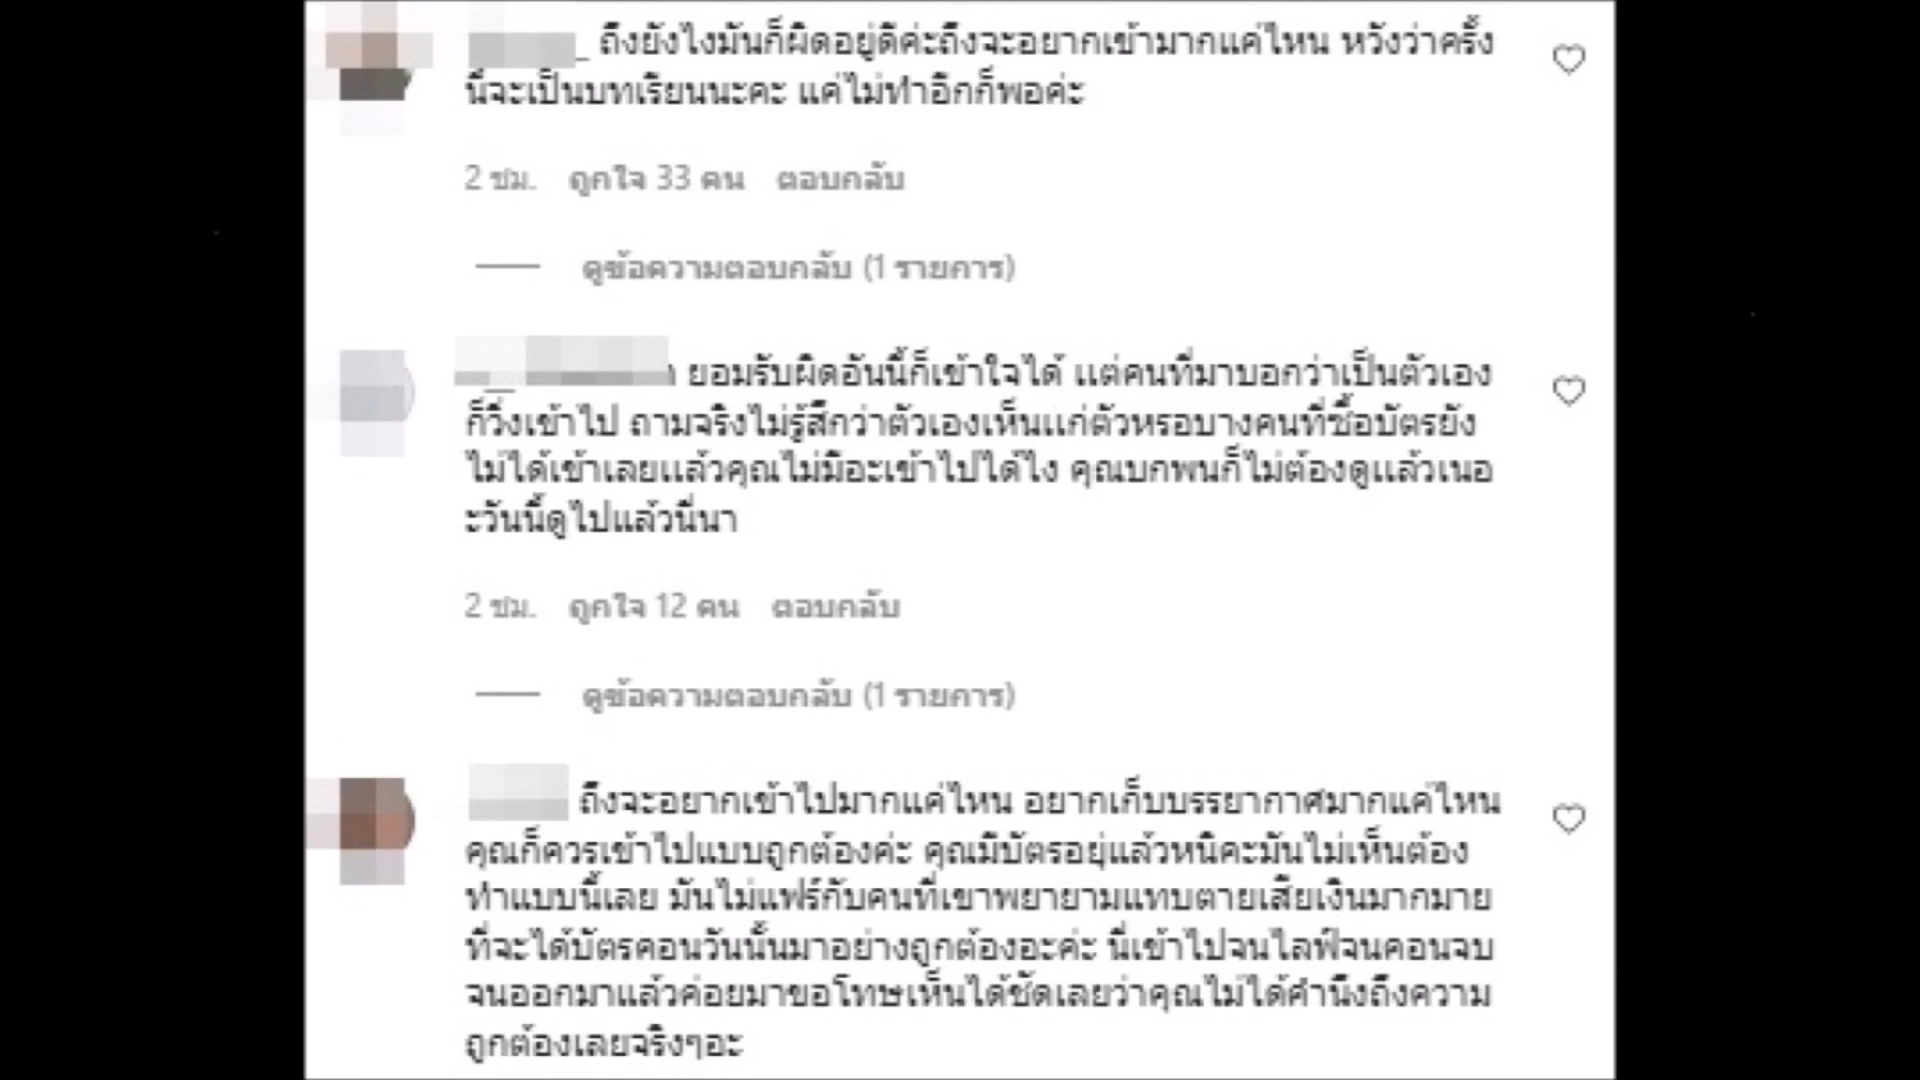 ถึงยังไงมันก็ผิดอยู่ดีค่ะถึงจะอยากเข้ามากแค่ไหน หวังว่าครั้ง
นี้จะเป็นบทเรียนนะคะ แค่ไม่ทำอีกก็พอค่ะ
2 ชม. ถูกใจ 33 คน ตอบกลับ
ดูข้อความตอบกลับ (1 รายการ)
ยอมรับผิดอันนี้ก็เข้าใจได้ แต่คนที่มาบอกว่าเป็นตัวเอง
ก็วิ่งเข้าไป ถามจริงไม่รู้สึกว่าตัวเองเห็นแก่ตัวหรอบางคนที่ซื้อบัตรยัง
ไม่ได้เข้าเลยแล้วคุณไม่มีอะเข้าไปได้ไง คุณบกพนก็ไม่ต้องดูแล้วเนอ
ะวันนี้ดูไปแล้วนี่นา
2 ชม. ถูกใจ 12 คน ตอบกลับ
ดูข้อความตอบกลับ (1 รายการ)
ถึงจะอยากเข้าไปมากแค่ไหน อยากเก็บบรรยากาศมากแค่ไหน
คุณก็ควรเข้าไปแบบถูกต้องค่ะ คุณมีบัตรอยู่แล้วหนิคะมันไม่เห็นต้อง
ทำแบบนี้เลย มันไม่แฟร์กับคนที่เขาพยายามแทบตายเสียเงินมากมาย
ที่จะได้บัตรคอนวันนั้นมาอย่างถูกต้องอะค่ะ นี่เข้าไปจนไลฟ์จนคอนจบ
จนออกมาแล้วค่อยมาขอโทษเห็นได้ชัดเลยว่าคุณไม่ได้คำนึงถึงความ
ถูกต้องเลยจริงๆอะ